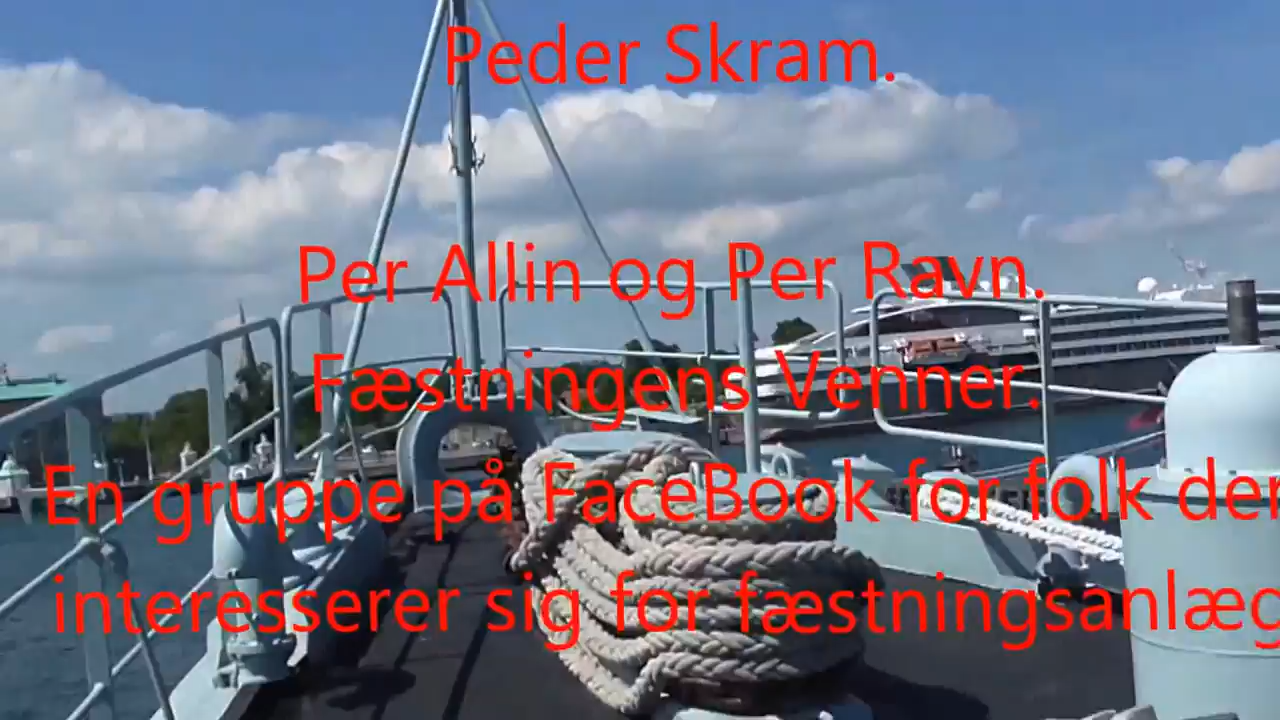 Peder Skram.
Per Allin og Per Ravn.
Fæstningens Venner.
En gruppe på FaceBook for folk der
interesserer sig for fæstningsanlæg